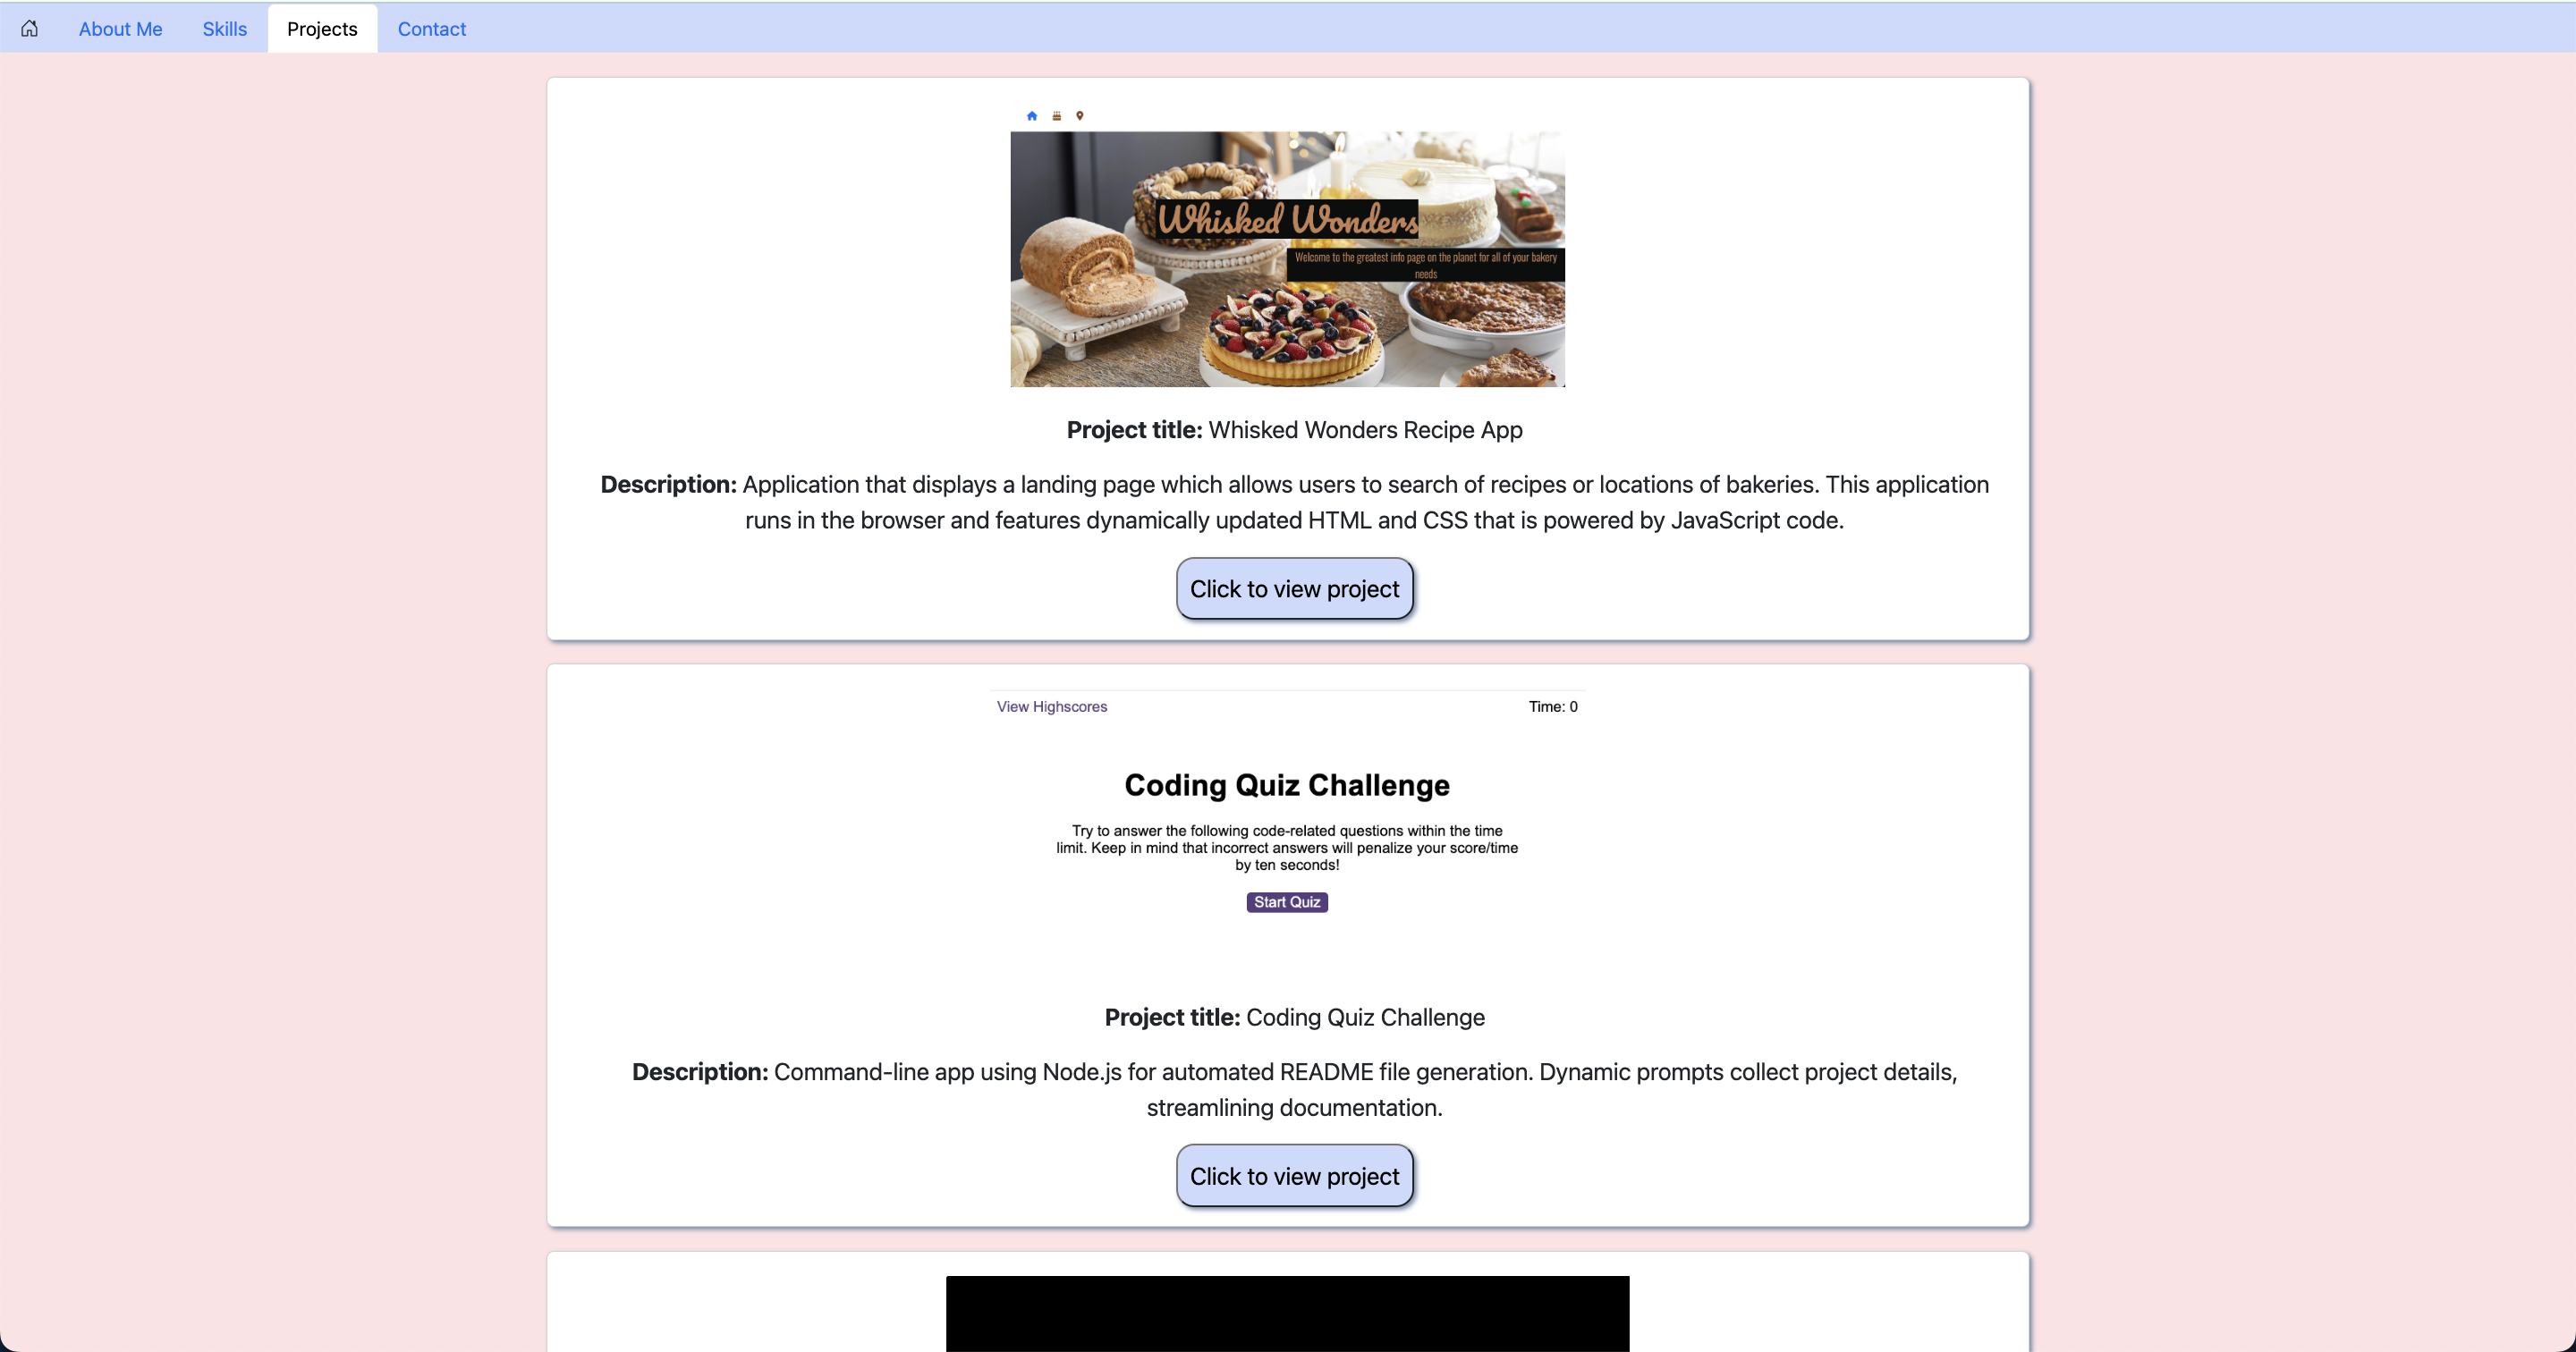 About Me Skills Projects Contact
Whisked Wonders
Welcome to the greatest info page on the planet for all of your bakery
needs
Project title: Whisked Wonders Recipe App
Description: Application that displays a landing page which allows users to search of recipes or locations of bakeries. This application
runs in the browser and features dynamically updated HTML and CSS that is powered by JavaScript code.
Click to view project
View Highscores Time: 0
Coding Quiz Challenge
Try to answer the following code-related questions within the time
limit. Keep in mind that incorrect answers will penalize your score/time
by ten seconds!
Start Quiz
Project title: Coding Quiz Challenge
Description: Command-line app using Node.js for automated README file generation. Dynamic prompts collect project details,
streamlining documentation.
Click to view project